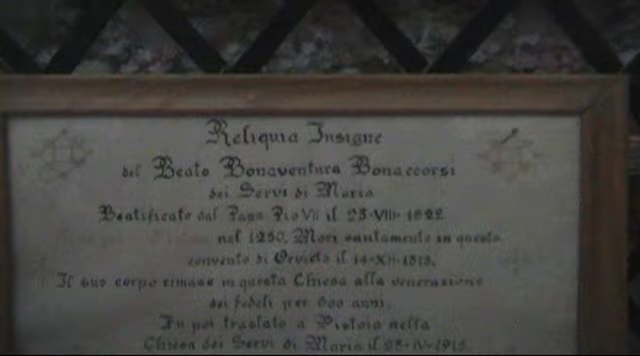 Reliquia Insigne
del Beato Bonaventura Bonaccorsi
dei Servi di Maria
Beatificato dal Papa Pio VII il 23-VIII-1822
nel 1250. Morì santamente in questo
convento di Orvieto il 14-XII-1315.
Il suo corpo rimase in questa Chiesa alla venerazione
dei fedeli per 600 anni.
Fu poi traslato a Pistoia nella
Chiesa dei Servi di Maria il 23-IV-1915